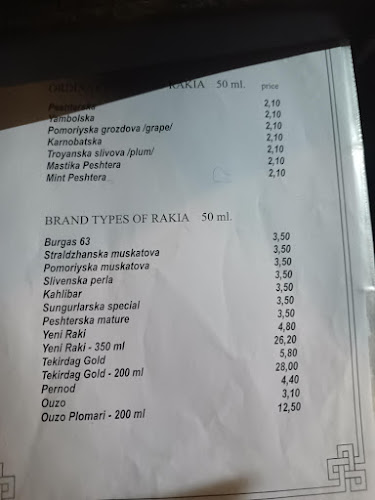 RAKIA 50 ml. price
Peshterska 2,10
Yambolska 2,10
Pomoriyska grozdova /grape/ 2,10
Karnobatska 2,10
Troyanska slivova /plum/ 2,10
Mastika Peshtera 2,10
Mint Peshtera 2,10
BRAND TYPES OF RAKIA 50 ml.
Burgas 63 3,50
Straldzhanska muskatova 3,50
Pomoriyska muskatova 3,50
Slivenska perla 3,50
Kahlibar 3,50
Sungurlarska special 3,50
Peshterska mature 3,50
Yeni Raki 4,80
Yeni Raki - 350 ml 26,20
Tekirdag Gold 5,80
Tekirdag Gold - 200 ml 28,00
Pernod 4,40
Ouzo 3,10
Ouzo Plomari - 200 ml 12,50